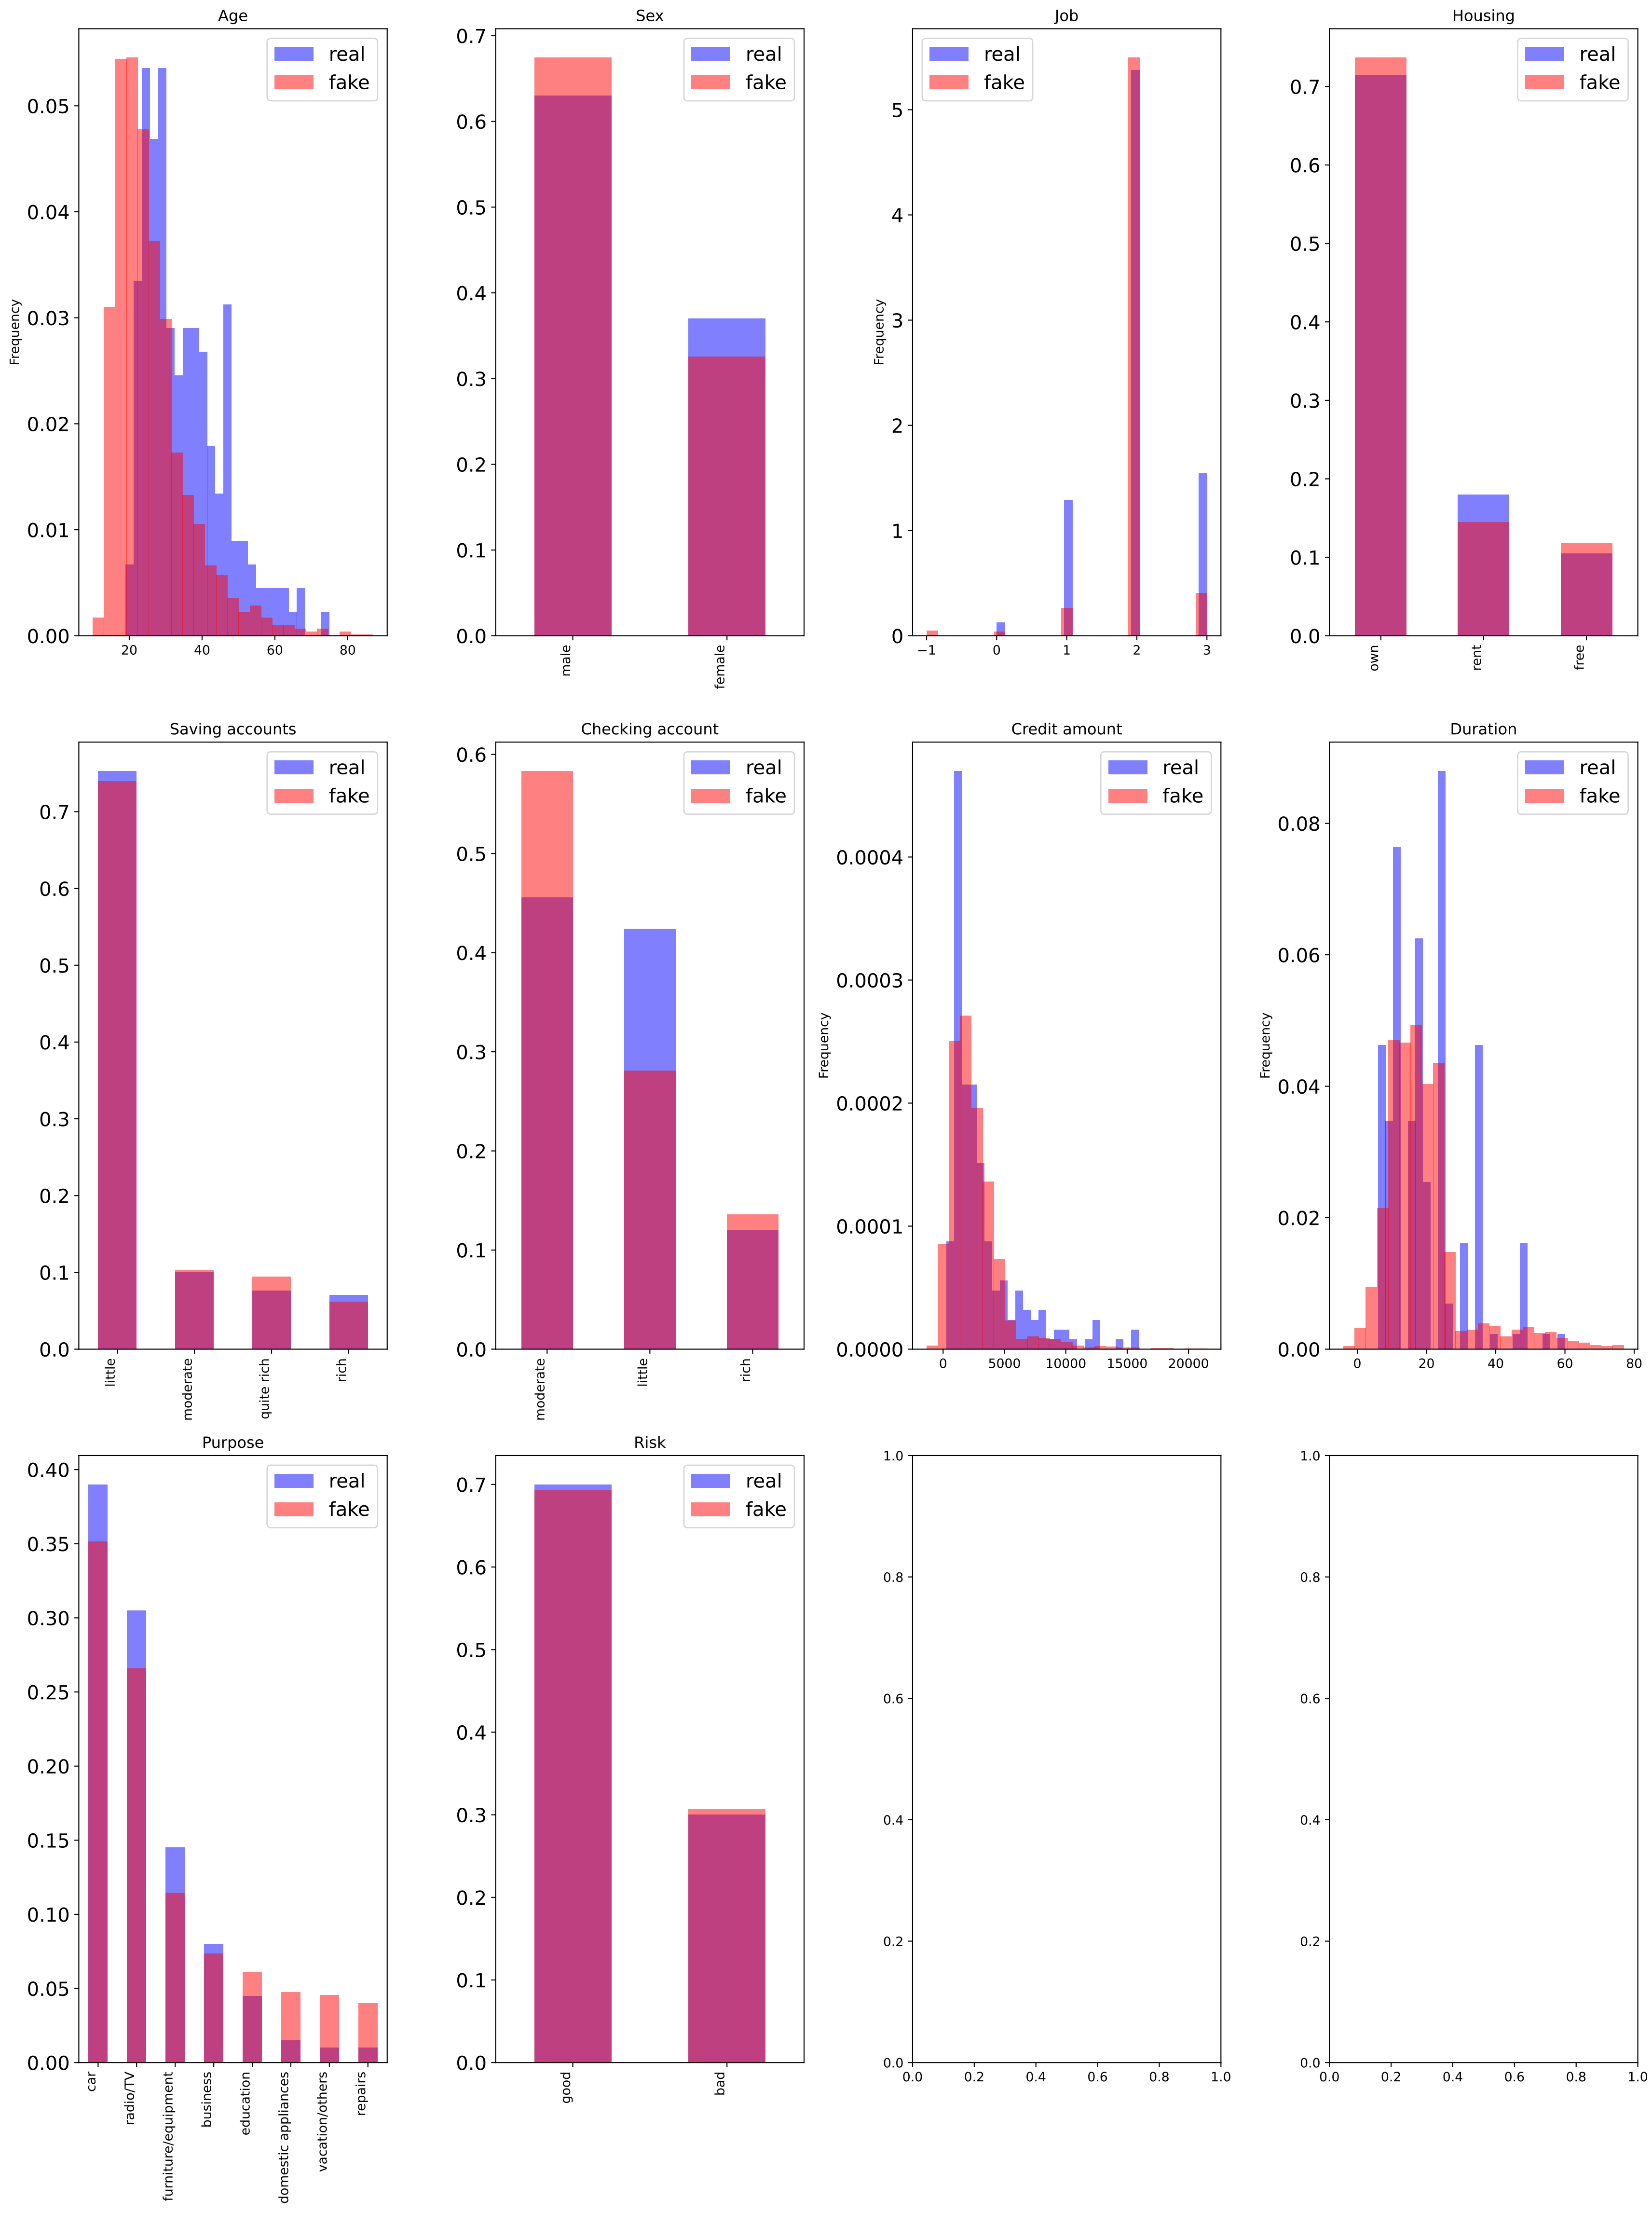 Age
real
fake
Frequency
0.05
0.04
0.03
0.02
0.01
0.00
20 40 60 80
Sex
real
fake
0.7
0.6
0.5
0.4
0.3
0.2
0.1
0.0
male female
Job
real
fake
Frequency
5
4
3
2
1
0
−1 0 1 2 3
Housing
real
fake
0.7
0.6
0.5
0.4
0.3
0.2
0.1
0.0
own rent free
Saving accounts
real
fake
0.7
0.6
0.5
0.4
0.3
0.2
0.1
0.0
little moderate quite rich rich
Checking account
real
fake
0.6
0.5
0.4
0.3
0.2
0.1
0.0
moderate little rich
Credit amount
real
fake
Frequency
0.0004
0.0003
0.0002
0.0001
0.0000
0 5000 10000 15000 20000
Duration
real
fake
Frequency
0.08
0.06
0.04
0.02
0.00
0 20 40 60 80
Purpose
real
fake
0.40
0.35
0.30
0.25
0.20
0.15
0.10
0.05
0.00
car radio/TV furniture/equipment business education domestic appliances vacation/others repairs
Risk
real
fake
0.7
0.6
0.5
0.4
0.3
0.2
0.1
0.0
good bad
1.0
0.8
0.6
0.4
0.2
0.0
0.0 0.2 0.4 0.6 0.8 1.0
1.0
0.8
0.6
0.4
0.2
0.0
0.0 0.2 0.4 0.6 0.8 1.0